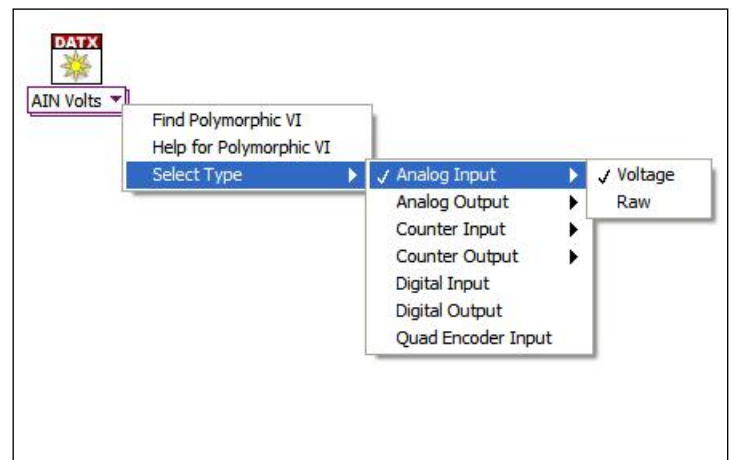 DATX
AIN Volts
Find Polymorphic VI
Help for Polymorphic VI
Select Type
Analog Input
Analog Output
Counter Input
Counter Output
Digital Input
Digital Output
Quad Encoder Input
Voltage
Raw